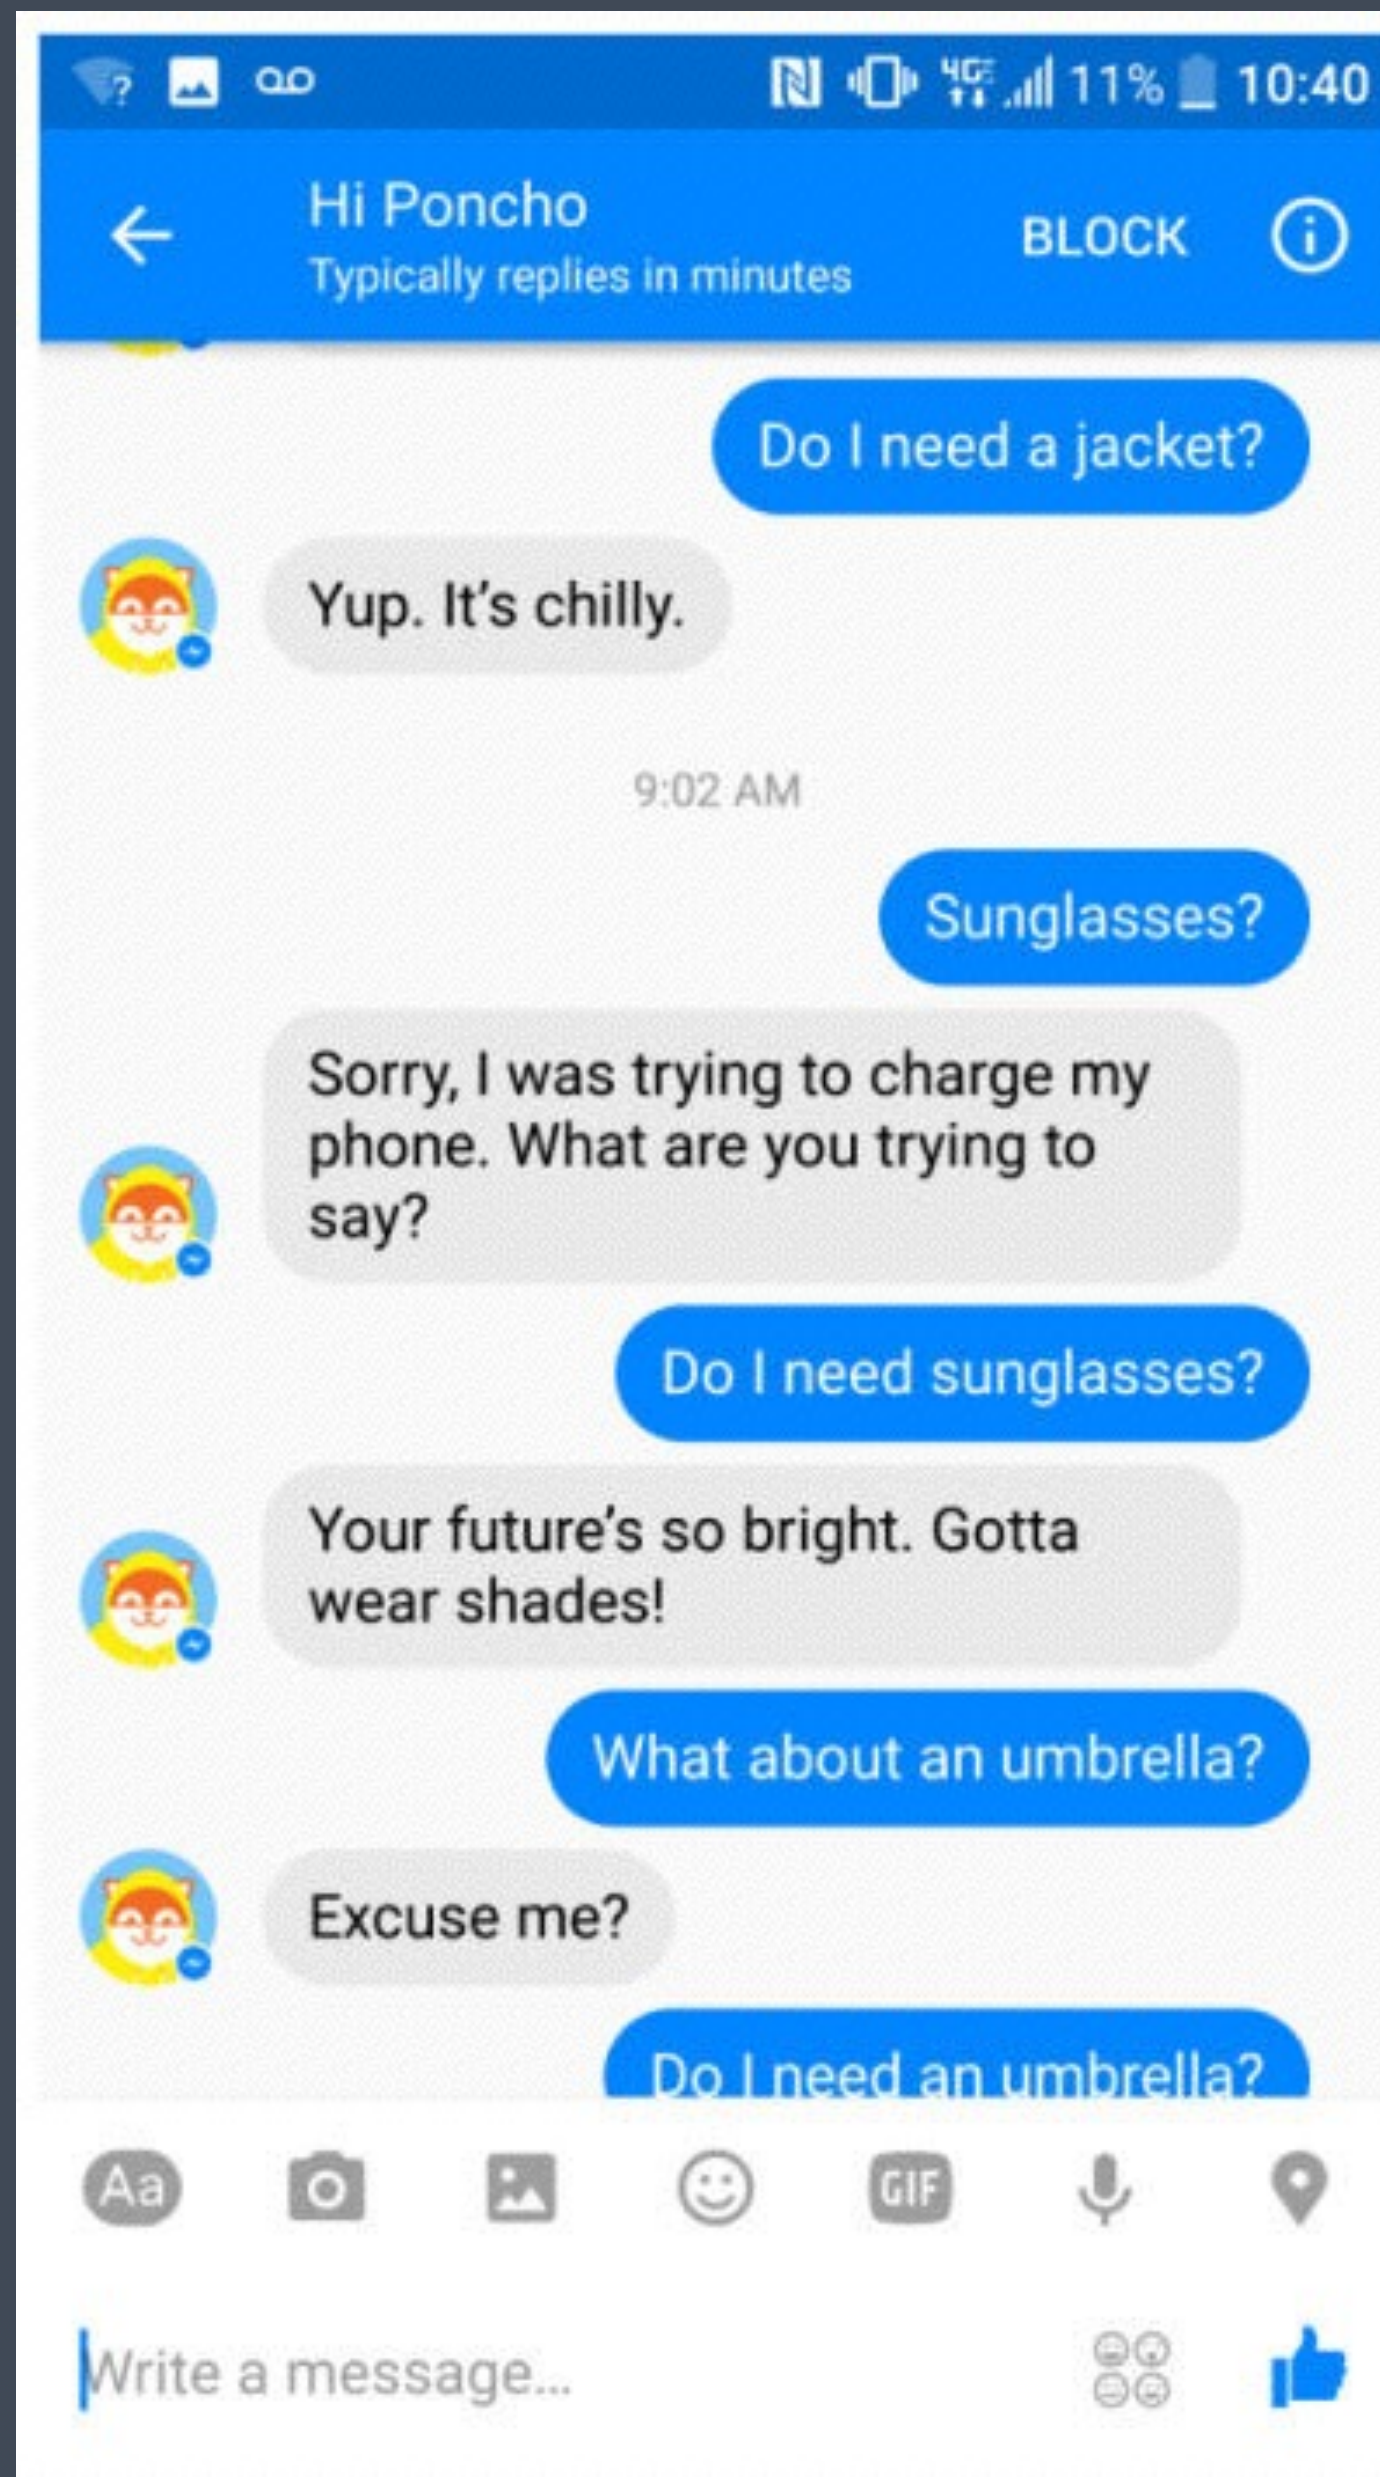 11% 10:40
Hi Poncho
BLOCK
Typically replies in minutes
Do I need a jacket?
Yup. It’s chilly.
9:02 AM
Sunglasses?
Sorry, I was trying to charge my
phone. What are you trying to
say?
Do I need sunglasses?
Your future’s so bright. Gotta
wear shades!
What about an umbrella?
Excuse me?
Do I need an umbrella?
Aa GIF
Write a message...